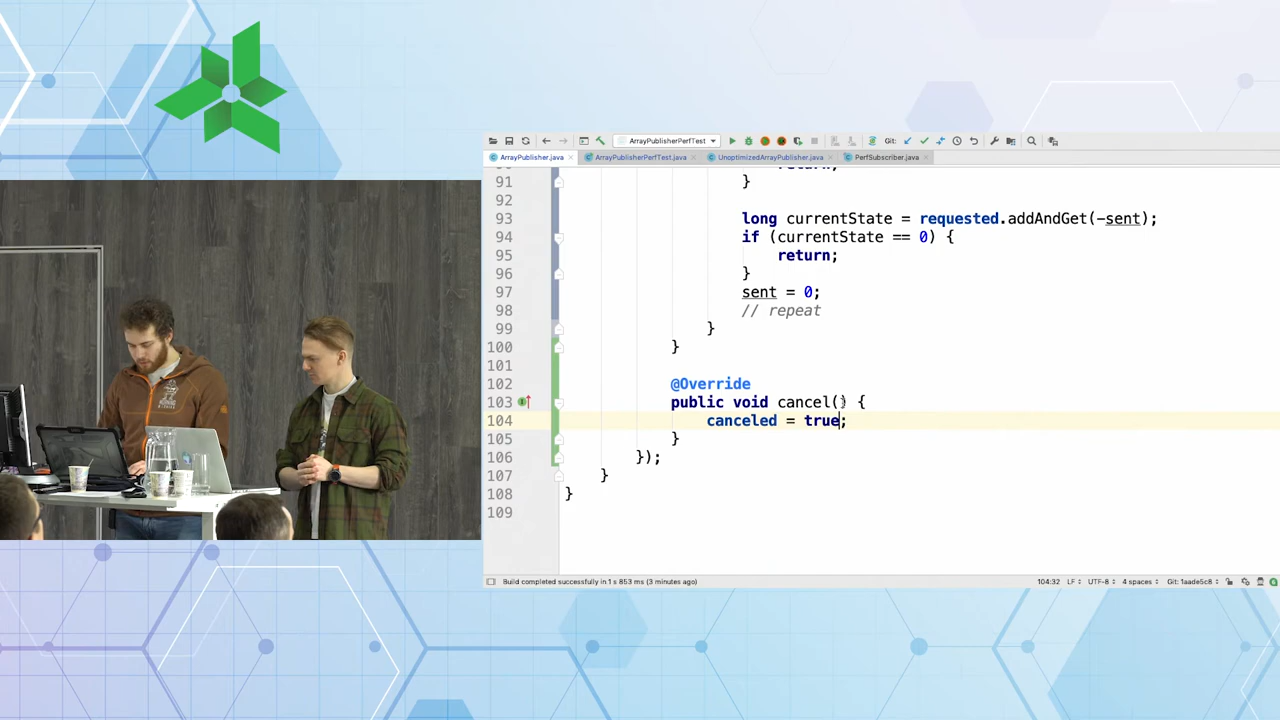 ArrayPublisherPerfTest
Git:
ArrayPublisher.java
ArrayPublisherPerfTest.java
UnoptimizedArrayPublisher.java
PerfSubscriber.java
91 }
92
93 long currentState = requested.addAndGet(-sent);
94 if (currentState == 0) {
95 return;
96 }
97 sent = 0;
98 // repeat
99 }
100 }
101
102 @Override
103 public void cancel() {
104 canceled = true;
105 }
106 });
107 }
108 }
109
Build completed successfully in 1 s 853 ms (3 minutes ago)
104:32 LF UTF-8 4 spaces Git: 1aade5c8